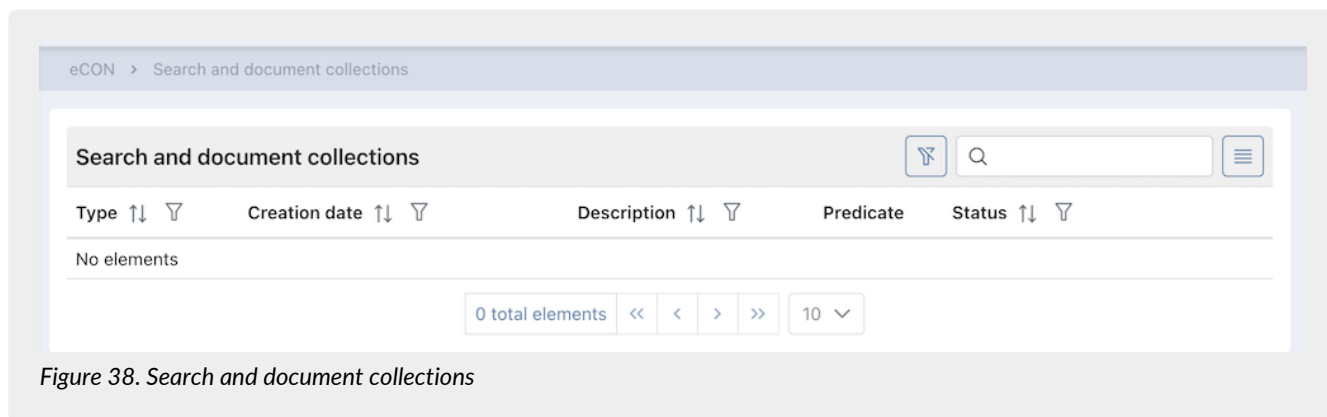 eCON > Search and document collections
Search and document collections
Type Creation date Description Predicate Status
No elements
0 total elements << < > >> 10
Figure 38. Search and document collections